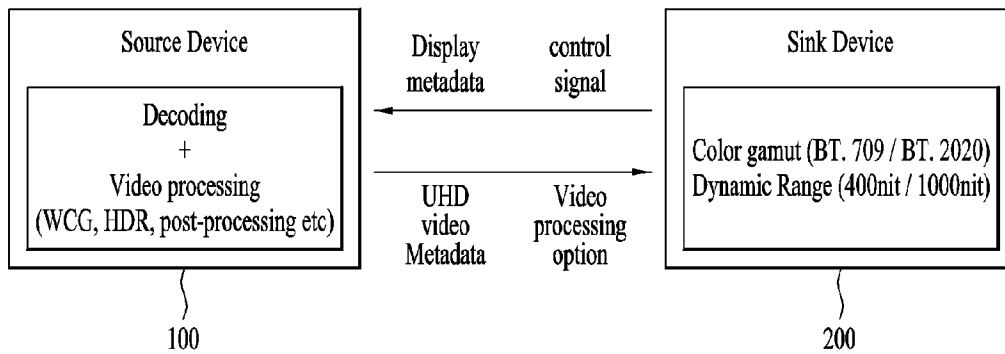 Source Device
Decoding
+
Video processing
(WCG, HDR, post-processing etc)
100
Display
metadata
control
signal
UHD
video
Metadata
Video
processing
option
Sink Device
Color gamut (BT. 709 / BT. 2020)
Dynamic Range (400nit / 1000nit)
200